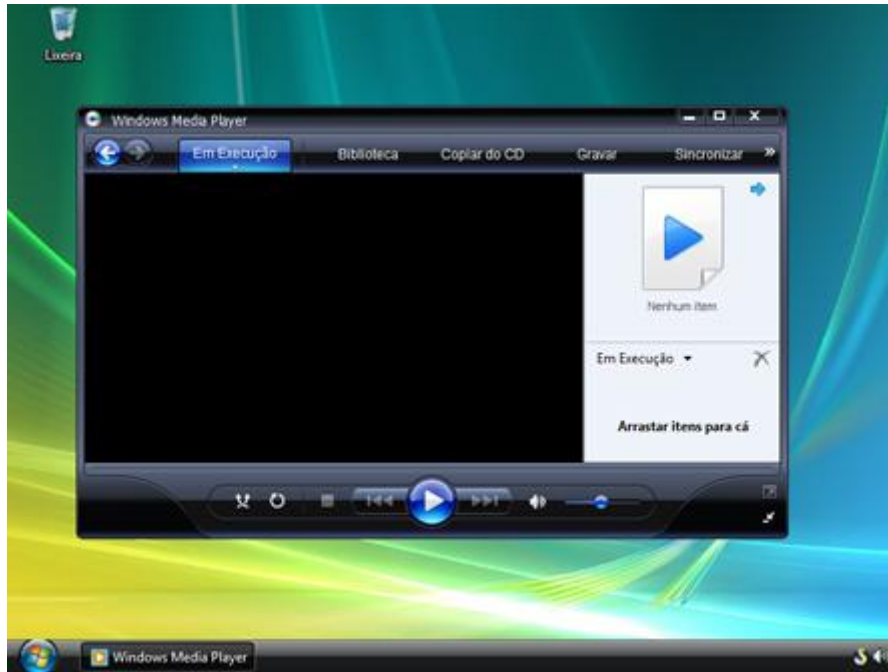 Lixeira
Windows Media Player
Em Execução
Biblioteca
Copiar do CD
Gravar
Sincronizar
Nenhum item
Em Execução
Arrastar itens para cá
Windows Media Player